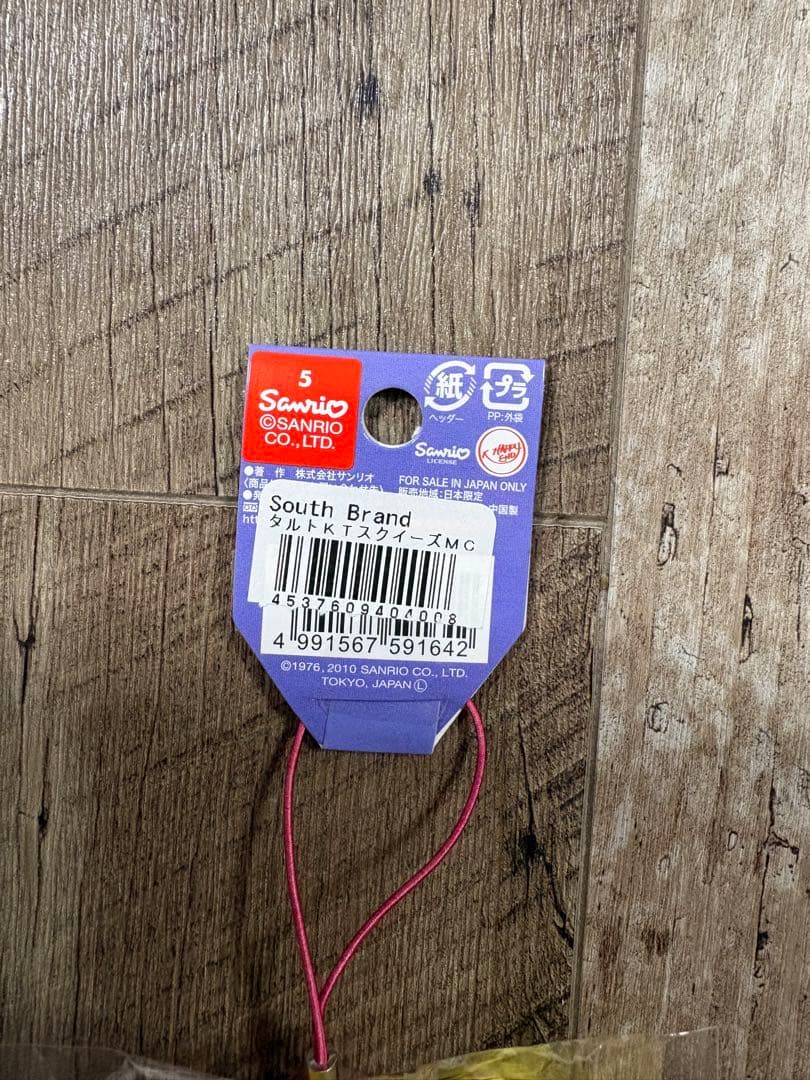 5
Sanrio
©SANRIO
CO.,LTD.
紙
ヘッダー
プラ
PP:外袋
Sanrio
LICENSE
HAPPY
END
●著 作 株式会社サンリオ
FOR SALE IN JAPAN ONLY
販売地域:日本限定
中国製
South Brand
タルトKTスクイーズMC
4537609404008
4 991567 591642
©1976, 2010 SANRIO CO., LTD.
TOKYO, JAPAN Ⓛ